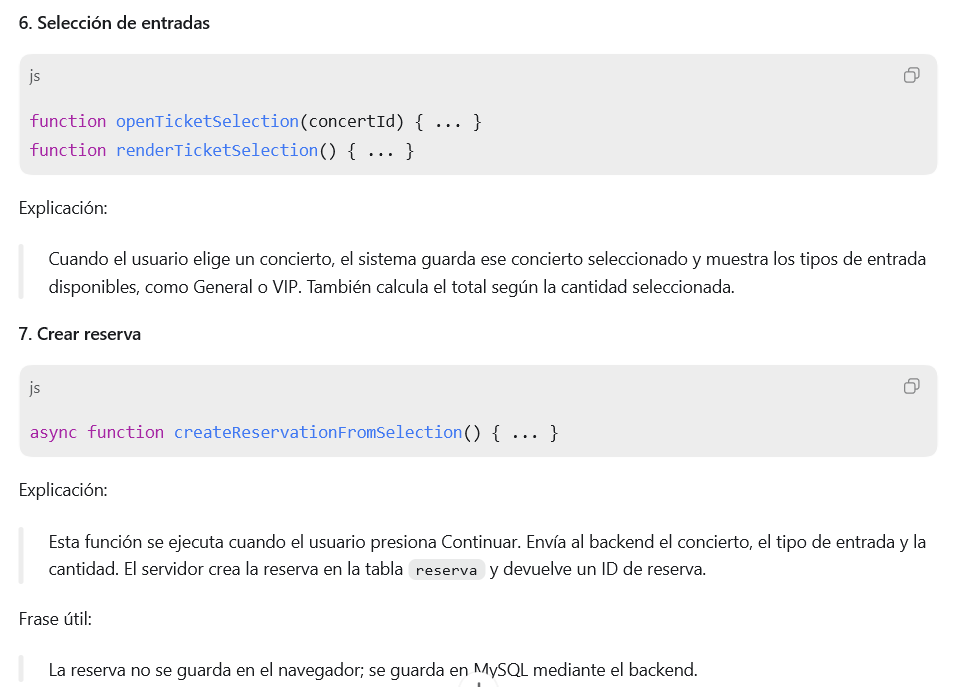 6. Selección de entradas
js
function openTicketSelection(concertId) { ... }
function renderTicketSelection() { ... }
Explicación:
Cuando el usuario elige un concierto, el sistema guarda ese concierto seleccionado y muestra los tipos de entrada
disponibles, como General o VIP. También calcula el total según la cantidad seleccionada.
7. Crear reserva
js
async function createReservationFromSelection() { ... }
Explicación:
Esta función se ejecuta cuando el usuario presiona Continuar. Envía al backend el concierto, el tipo de entrada y la
cantidad. El servidor crea la reserva en la tabla reserva y devuelve un ID de reserva.
Frase útil:
La reserva no se guarda en el navegador; se guarda en MySQL mediante el backend.